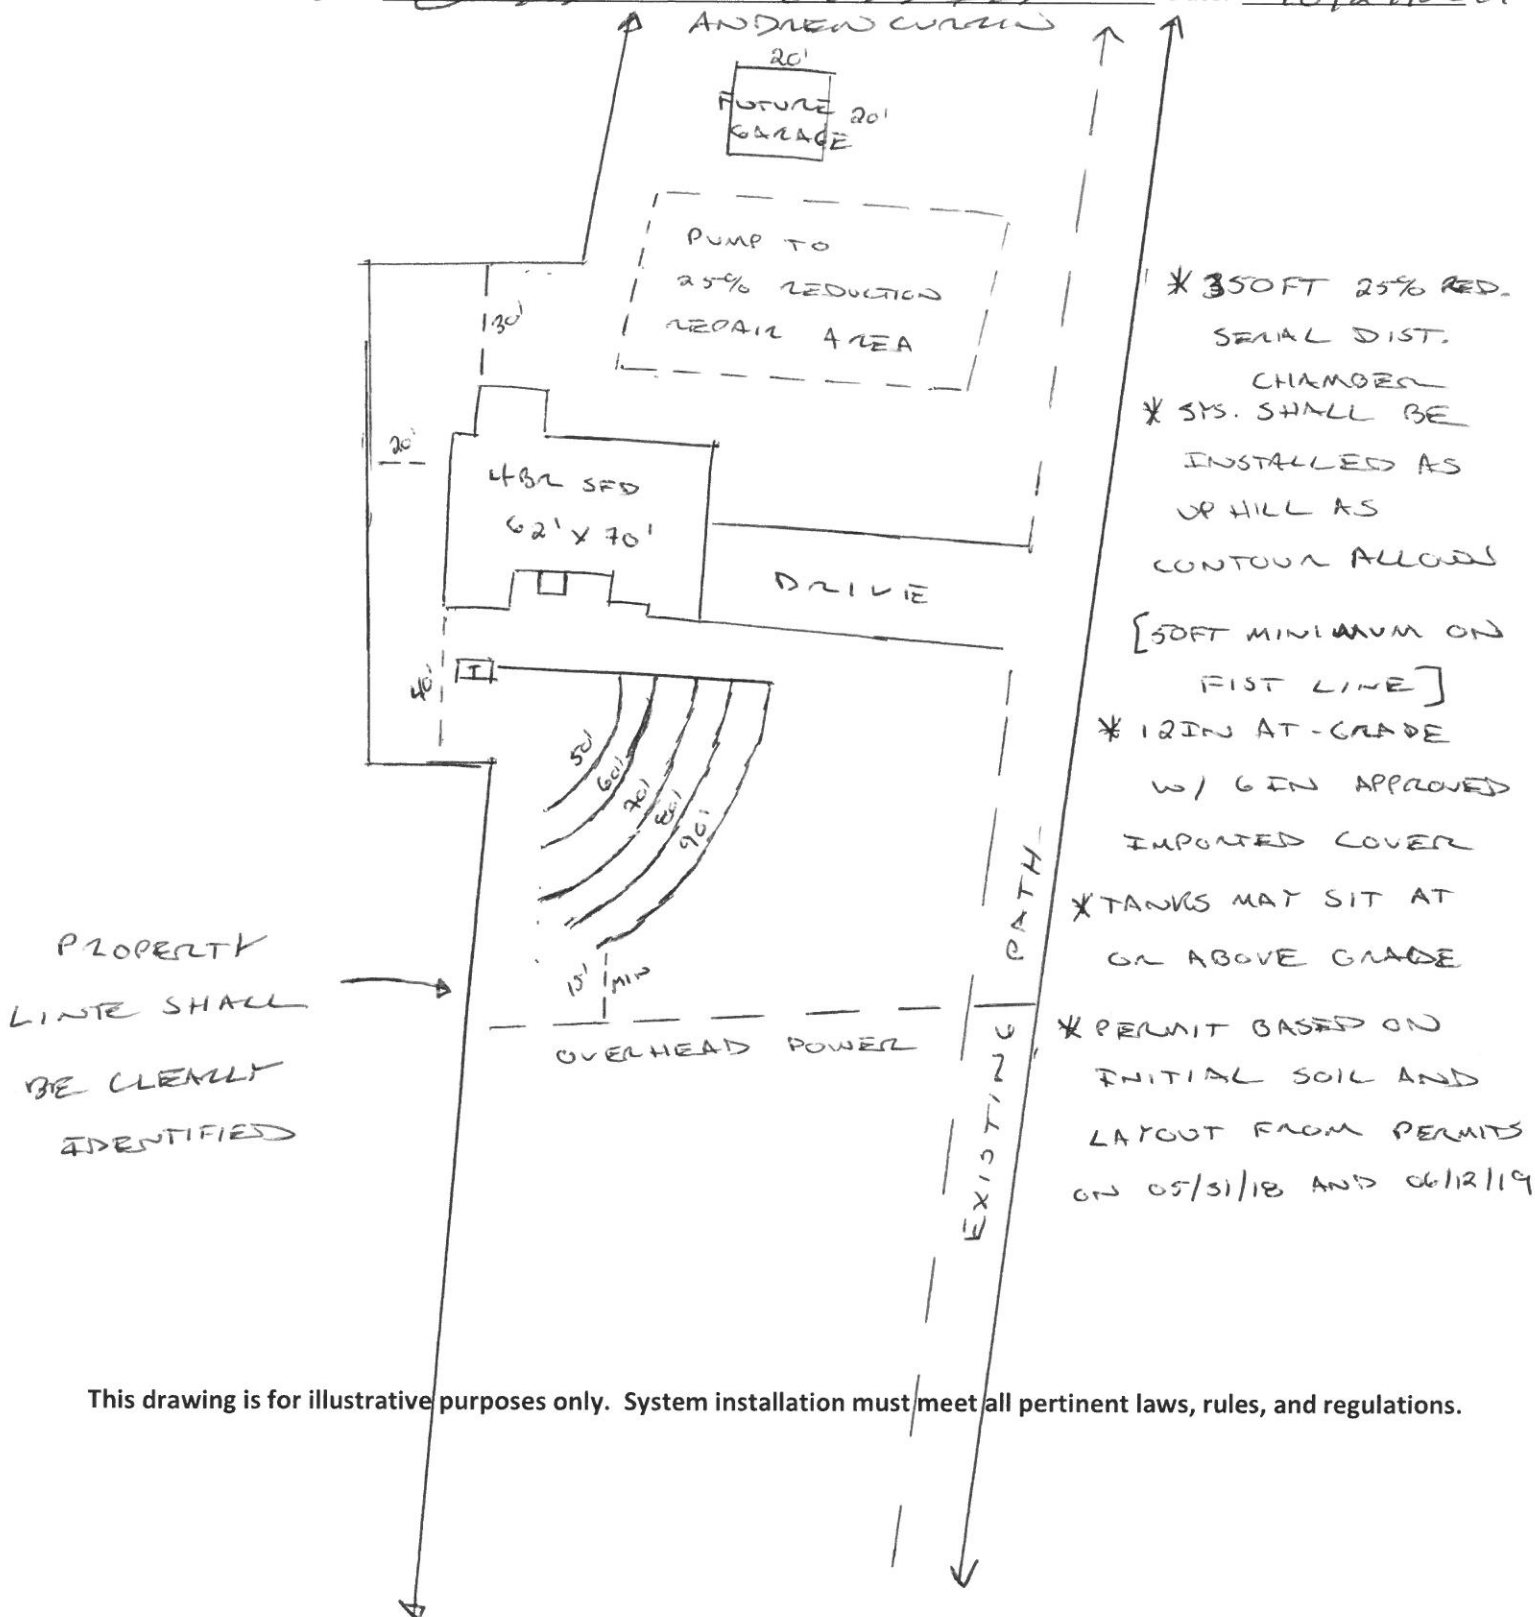 ANDREW CURRIN
20'
FUTURE
GARAGE
20'
PUMP TO
25% REDUCTION
REPAIR AREA
30'
20'
4BR SFD
62' X 70'
DRIVE
40'
T
50'
60'
70'
80'
90'
15' MIN
OVERHEAD POWER
EXISTING PATH
PROPERTY
LINTE SHALL
BE CLEARLY
IDENTIFIED
* 350FT 25% RED.
SERIAL DIST.
CHAMBER
* SYS. SHALL BE
INSTALLED AS
UP HILL AS
CONTOUR ALLOWS
[50FT MINIMUM ON
FIST LINE]
* 12IN AT-GRADE
W/ 6IN APPROVED
IMPORTED COVER
* TANKS MAY SIT AT
OR ABOVE GRADE
* PERMIT BASED ON
INITIAL SOIL AND
LAYOUT FROM PERMITS
ON 05/31/18 AND 06/12/19
This drawing is for illustrative purposes only. System installation must meet all pertinent laws, rules, and regulations.